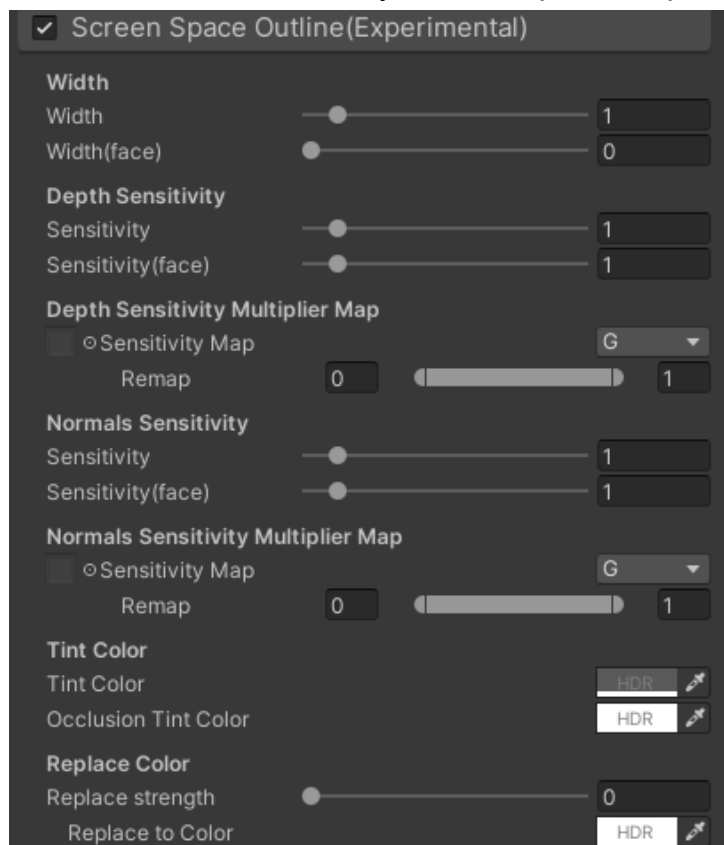 Screen Space Outline(Experimental)
Width
Width 1
Width(face) 0
Depth Sensitivity
Sensitivity 1
Sensitivity(face) 1
Depth Sensitivity Multiplier Map
Sensitivity Map G
Remap 0 1
Normals Sensitivity
Sensitivity 1
Sensitivity(face) 1
Normals Sensitivity Multiplier Map
Sensitivity Map G
Remap 0 1
Tint Color
Tint Color HDR
Occlusion Tint Color HDR
Replace Color
Replace strength 0
Replace to Color HDR